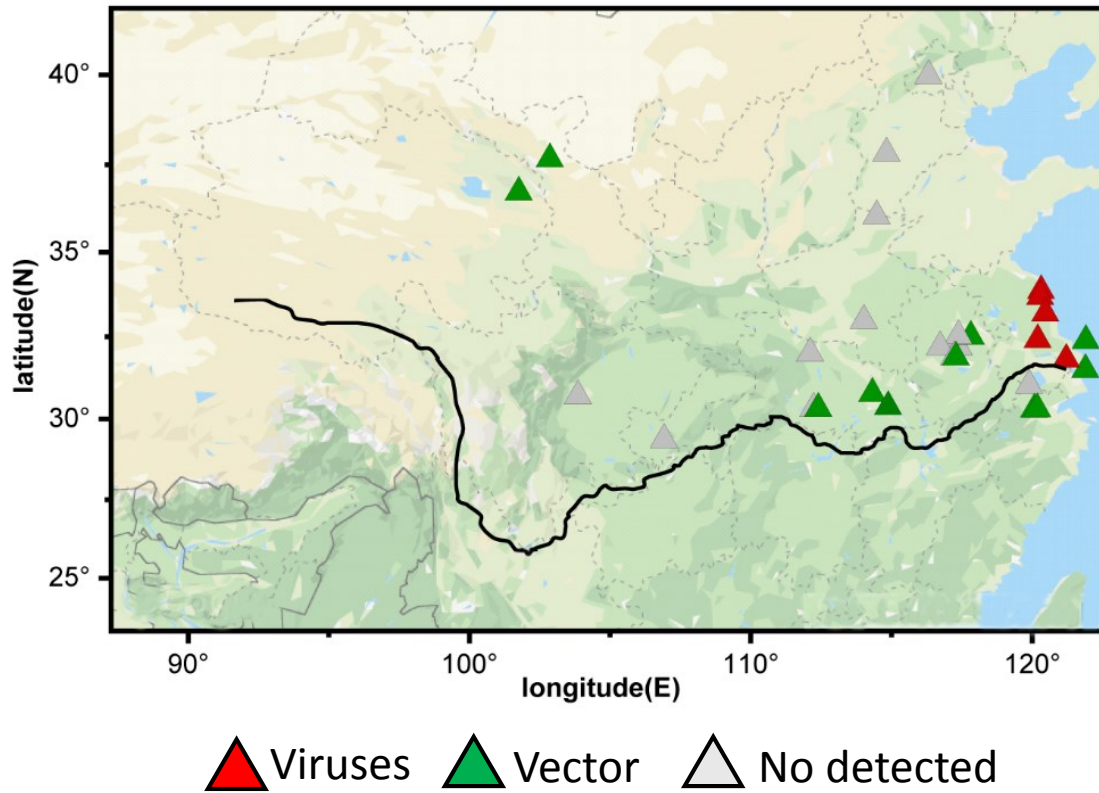 40°
35°
30°
25°
latitude(N)
90°
100°
110°
120°
longitude(E)
Viruses
Vector
No detected